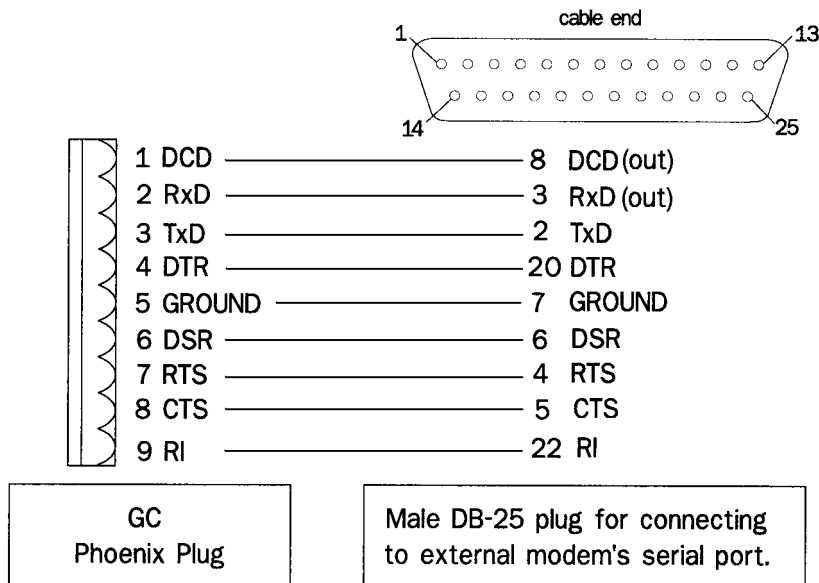 cable end
1 13
14 25
1 DCD 8 DCD (out)
2 RxD 3 RxD (out)
3 TxD 2 TxD
4 DTR 20 DTR
5 GROUND 7 GROUND
6 DSR 6 DSR
7 RTS 4 RTS
8 CTS 5 CTS
9 RI 22 RI
GC
Phoenix Plug
Male DB-25 plug for connecting
to external modem's serial port.